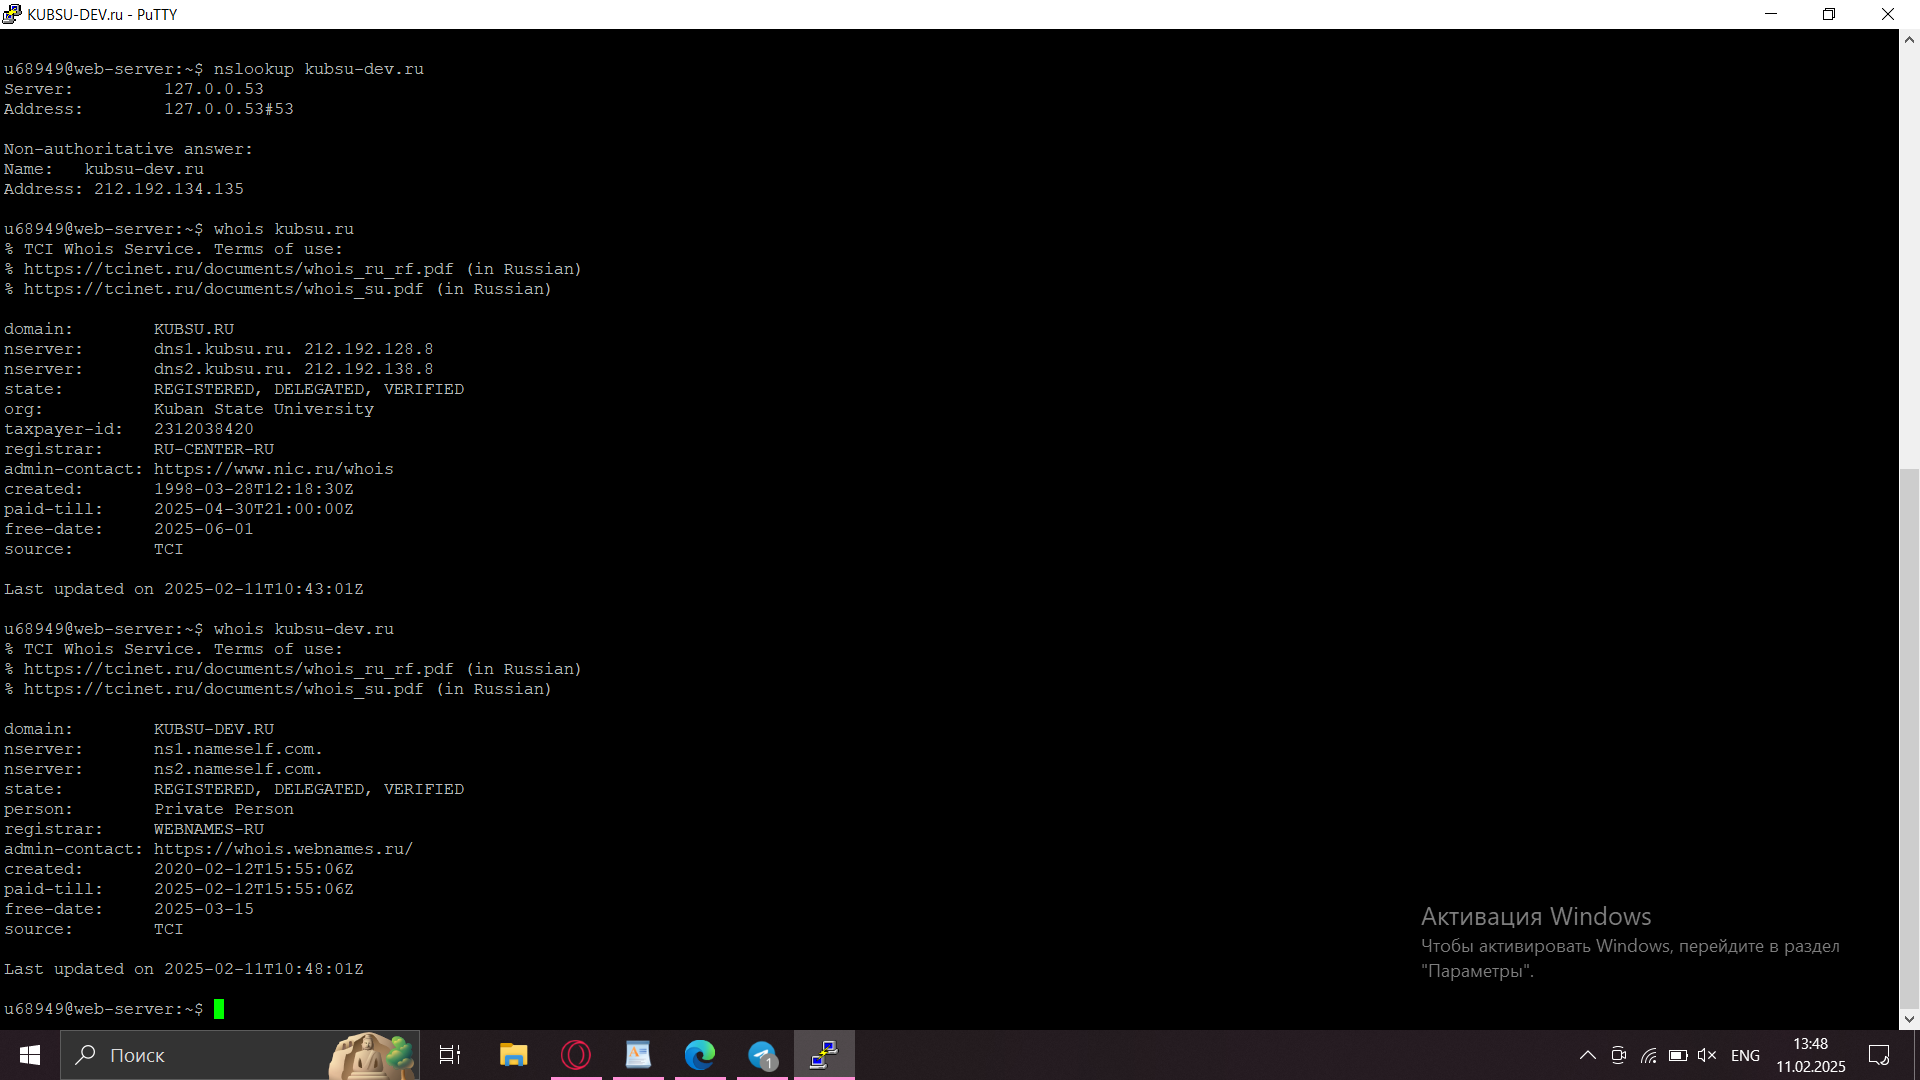 KUBSU-DEV.ru - PuTTY
u68949@web-server:~$ nslookup kubsu-dev.ru
Server:         127.0.0.53
Address:        127.0.0.53#53
Non-authoritative answer:
Name:   kubsu-dev.ru
Address: 212.192.134.135
u68949@web-server:~$ whois kubsu.ru
% TCI Whois Service. Terms of use:
% https://tcinet.ru/documents/whois_ru_rf.pdf (in Russian)
% https://tcinet.ru/documents/whois_su.pdf (in Russian)
domain:        KUBSU.RU
nserver:       dns1.kubsu.ru. 212.192.128.8
nserver:       dns2.kubsu.ru. 212.192.138.8
state:         REGISTERED, DELEGATED, VERIFIED
org:           Kuban State University
taxpayer-id:   2312038420
registrar:     RU-CENTER-RU
admin-contact: https://www.nic.ru/whois
created:       1998-03-28T12:18:30Z
paid-till:     2025-04-30T21:00:00Z
free-date:     2025-06-01
source:        TCI
Last updated on 2025-02-11T10:43:01Z
u68949@web-server:~$ whois kubsu-dev.ru
% TCI Whois Service. Terms of use:
% https://tcinet.ru/documents/whois_ru_rf.pdf (in Russian)
% https://tcinet.ru/documents/whois_su.pdf (in Russian)
domain:        KUBSU-DEV.RU
nserver:       ns1.nameself.com.
nserver:       ns2.nameself.com.
state:         REGISTERED, DELEGATED, VERIFIED
person:        Private Person
registrar:     WEBNAMES-RU
admin-contact: https://whois.webnames.ru/
created:       2020-02-12T15:55:06Z
paid-till:     2025-02-12T15:55:06Z
free-date:     2025-03-15
source:        TCI
Last updated on 2025-02-11T10:48:01Z
u68949@web-server:~$
Активация Windows
Чтобы активировать Windows, перейдите в раздел
"Параметры".
Поиск
1
ENG
13:48
11.02.2025